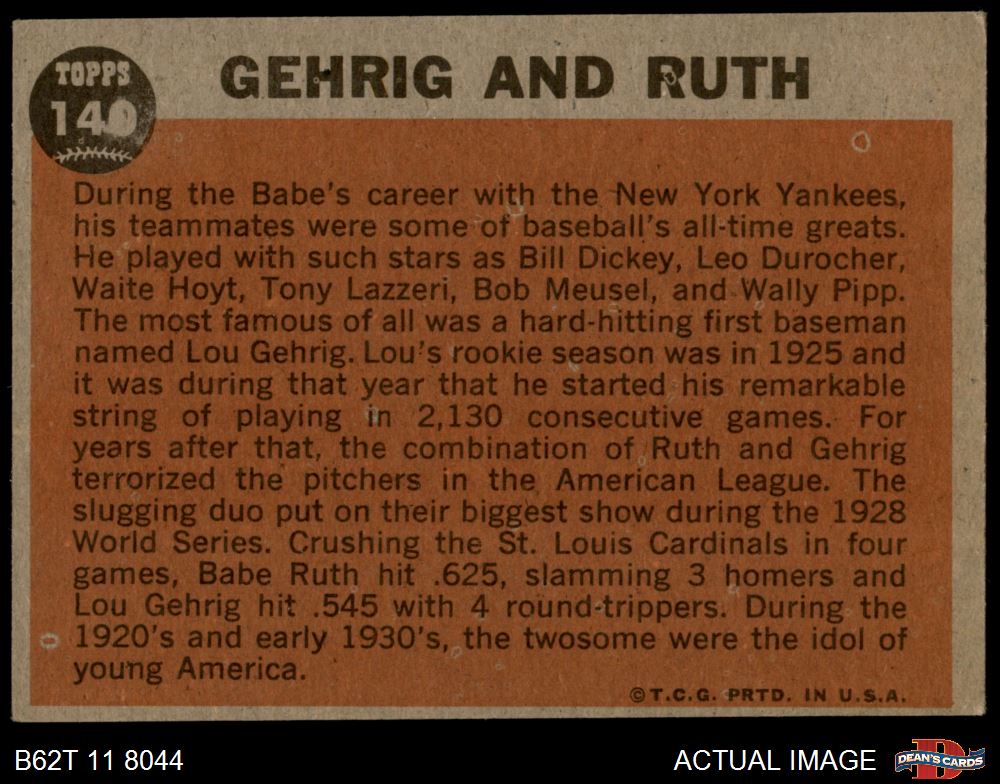 TOPPS
140
GEHRIG AND RUTH
During the Babe's career with the New York Yankees,
his teammates were some of baseball's all-time greats.
He played with such stars as Bill Dickey, Leo Durocher,
Waite Hoyt, Tony Lazzeri, Bob Meusel, and Wally Pipp.
The most famous of all was a hard-hitting first baseman
named Lou Gehrig. Lou's rookie season was in 1925 and
it was during that year that he started his remarkable
string of playing in 2,130 consecutive games. For
years after that, the combination of Ruth and Gehrig
terrorized the pitchers in the American League. The
slugging duo put on their biggest show during the 1928
World Series. Crushing the St. Louis Cardinals in four
games, Babe Ruth hit .625, slamming 3 homers and
Lou Gehrig hit .545 with 4 round-trippers. During the
1920's and early 1930's, the twosome were the idol of
young America.
©T.C.G. PRTD. IN U.S.A.
B62T 11 8044
ACTUAL IMAGE
D
DEAN'S CARDS